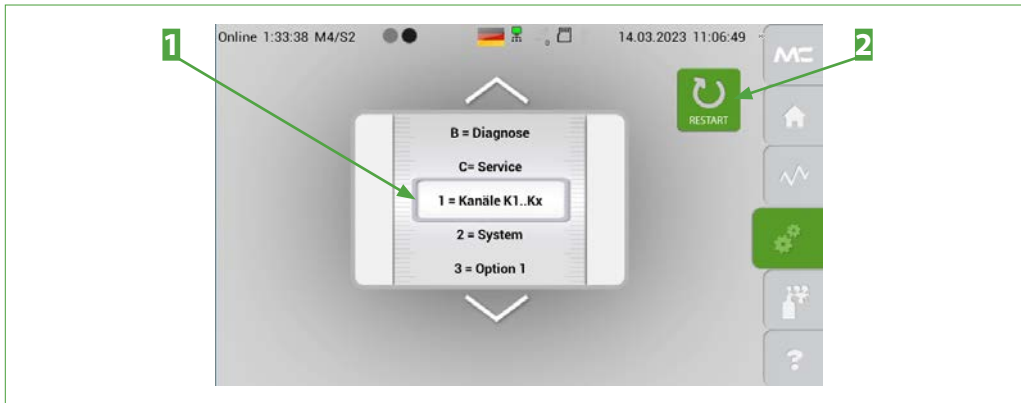 1
Online 1:33:38 M4/S2
14.03.2023 11:06:49
2
MC
RESTART
B = Diagnose
C= Service
1 = Kanäle K1..Kx
2 = System
3 = Option 1
?